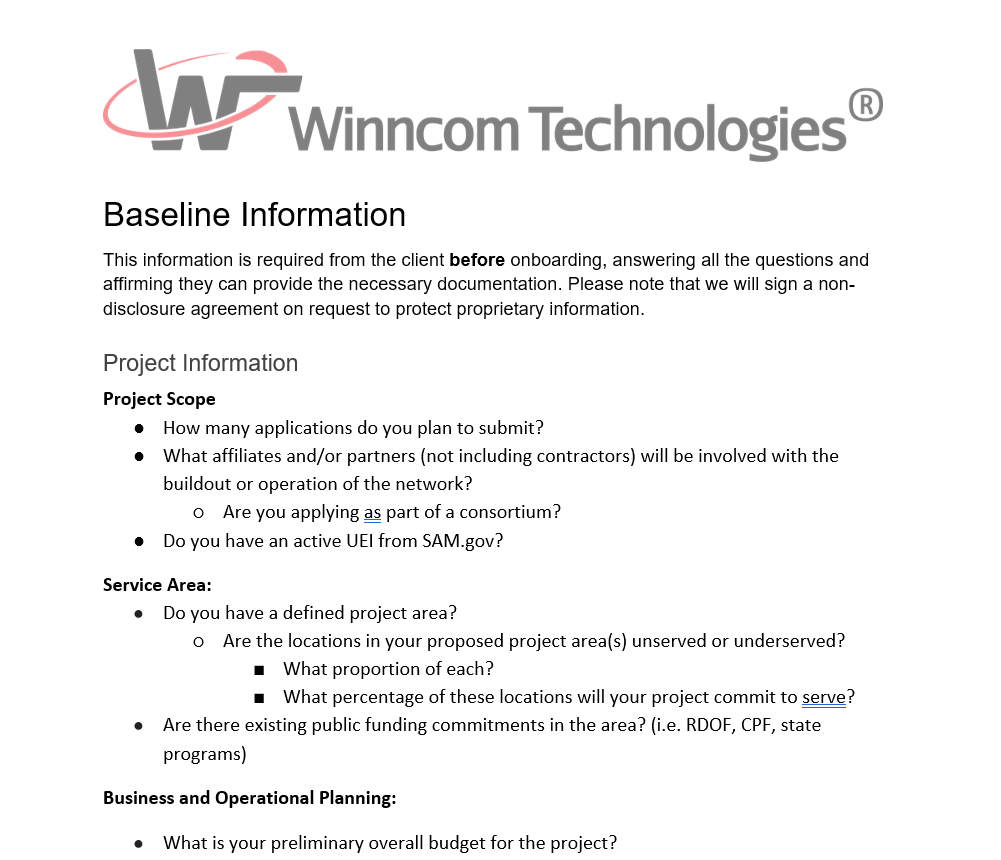 Winncom Technologies®
Baseline Information
This information is required from the client before onboarding, answering all the questions and
affirming they can provide the necessary documentation. Please note that we will sign a non-
disclosure agreement on request to protect proprietary information.
Project Information
Project Scope
● How many applications do you plan to submit?
● What affiliates and/or partners (not including contractors) will be involved with the
buildout or operation of the network?
○ Are you applying as part of a consortium?
● Do you have an active UEI from SAM.gov?
Service Area:
● Do you have a defined project area?
○ Are the locations in your proposed project area(s) unserved or underserved?
■ What proportion of each?
■ What percentage of these locations will your project commit to serve?
● Are there existing public funding commitments in the area? (i.e. RDOF, CPF, state
programs)
Business and Operational Planning:
● What is your preliminary overall budget for the project?